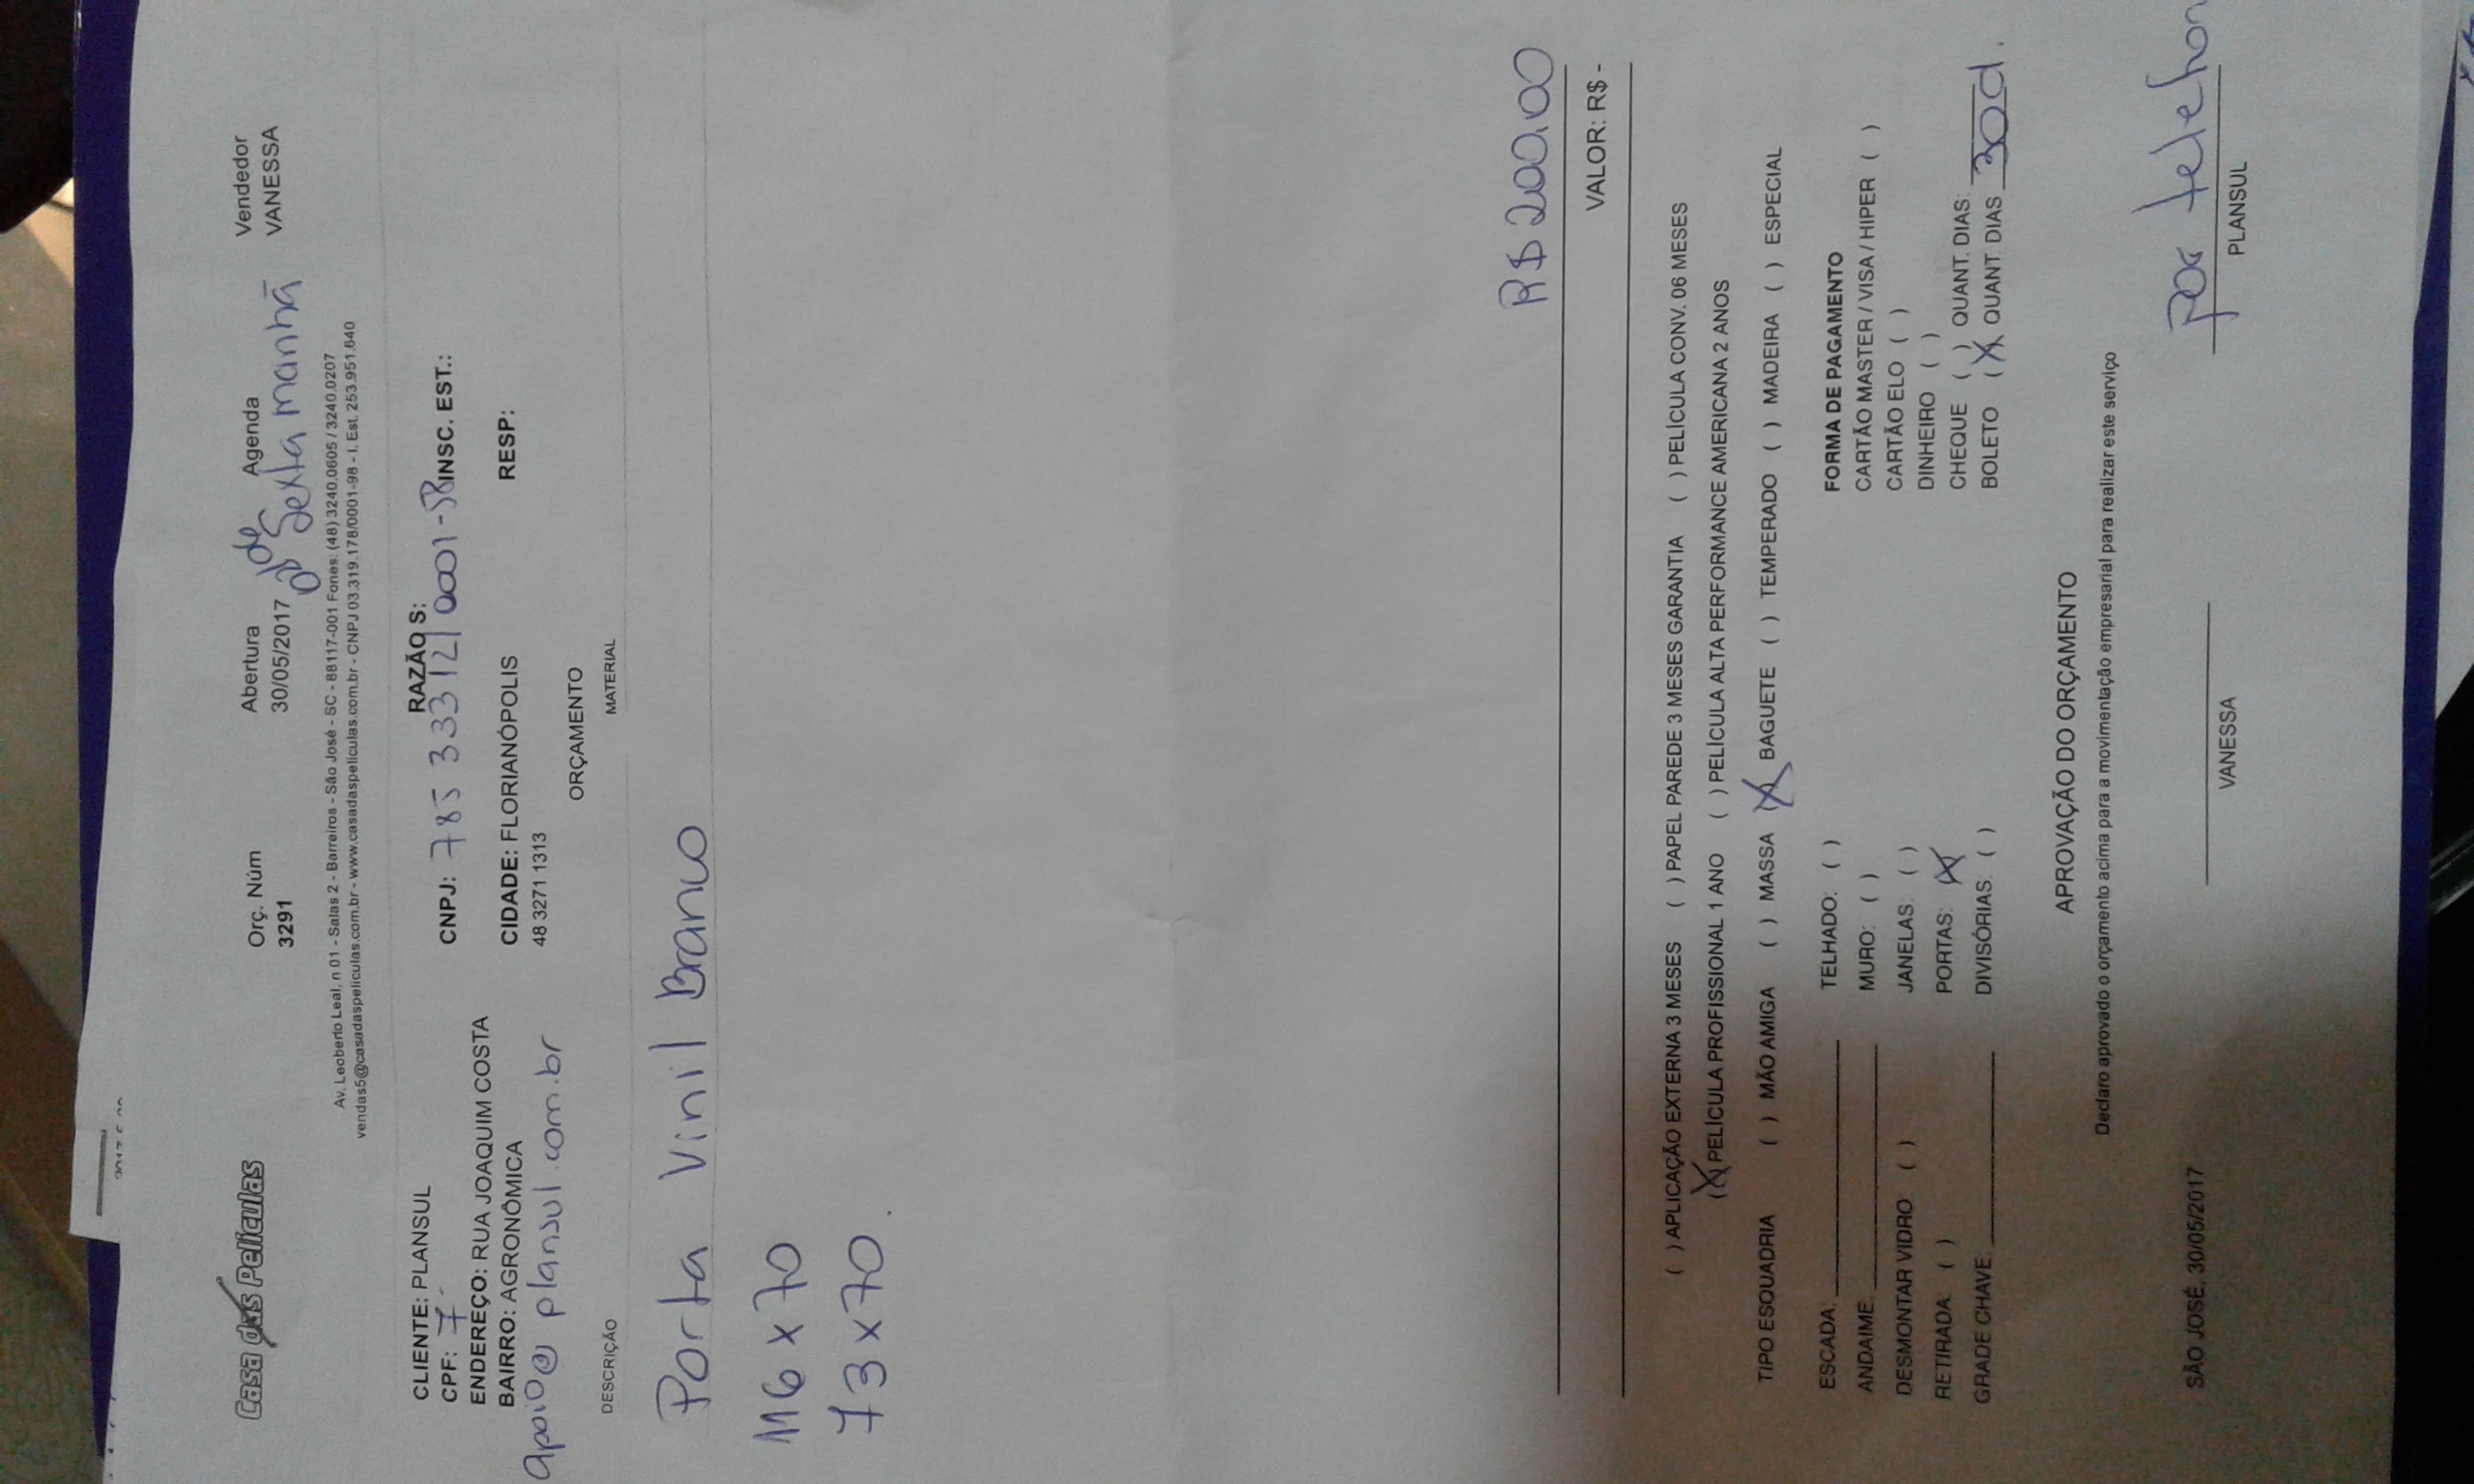 Casa das Películas
Orç. Núm Abertura Agenda Vendedor
3291 30/05/2017 Sexta manhã VANESSA
Av. Leoberto Leal, n 01 - Salas 2 - Barreiros - São José - SC - 88117-001 Fones: (48) 3240.0605 / 3240.0207
vendas5@casadaspeliculas.com.br - www.casadaspeliculas.com.br - CNPJ 03.319.178/0001-98 - I. Est. 253.951.640
CLIENTE: PLANSUL RAZÃO S:
CPF: 7 CNPJ: 785 333 12/0001-58 INSC. EST.:
ENDEREÇO: RUA JOAQUIM COSTA
BAIRRO: AGRONÔMICA CIDADE: FLORIANÓPOLIS RESP:
apoio@plansul.com.br 48 3271 1313
ORÇAMENTO
DESCRIÇÃO MATERIAL
Porta Vinil Branco
116 x 70
73 x 70.
R$ 200,00
VALOR: R$ -
( ) APLICAÇÃO EXTERNA 3 MESES ( ) PAPEL PAREDE 3 MESES GARANTIA ( ) PELÍCULA CONV. 06 MESES
(X) PELÍCULA PROFISSIONAL 1 ANO ( ) PELÍCULA ALTA PERFORMANCE AMERICANA 2 ANOS
TIPO ESQUADRIA ( ) MÃO AMIGA ( ) MASSA (X) BAGUETE ( ) TEMPERADO ( ) MADEIRA ( ) ESPECIAL
ESCADA: TELHADO: ( ) FORMA DE PAGAMENTO
ANDAIME MURO: ( ) CARTÃO MASTER / VISA / HIPER ( )
DESMONTAR VIDRO ( ) JANELAS: ( ) CARTÃO ELO ( )
RETIRADA ( ) PORTAS: (X) DINHEIRO ( )
GRADE CHAVE DIVISÓRIAS: ( ) CHEQUE ( ) QUANT. DIAS:
BOLETO (X) QUANT. DIAS 30d.
APROVAÇÃO DO ORÇAMENTO
Declaro aprovado o orçamento acima para a movimentação empresarial para realizar este serviço
SÃO JOSÉ, 30/05/2017 por
VANESSA PLANSUL